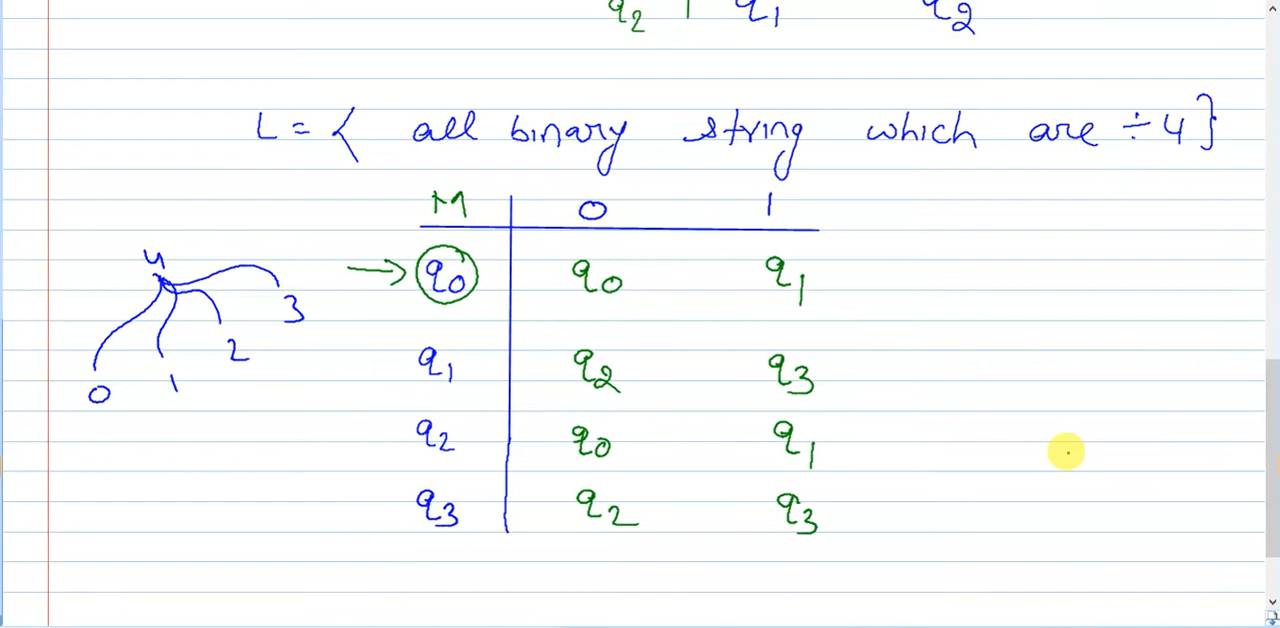 q2 | q1 q2
L = { all binary string which are ÷ 4 }
M 0 1
4 → q0 q0 q1
3
q1 q2 q3
2
0 1
q2 q0 q1
q3 q2 q3